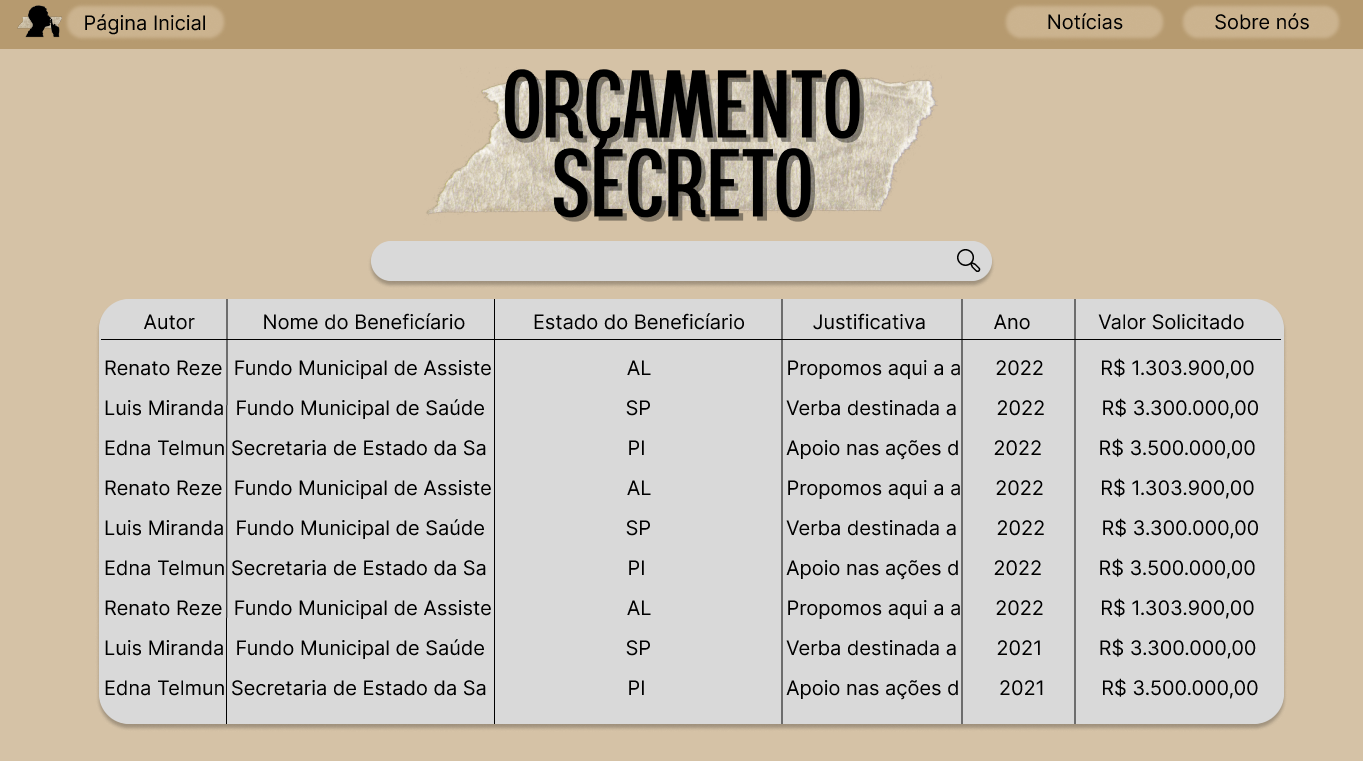 Página Inicial Notícias Sobre nós
ORÇAMENTO
SECRETO
Autor Nome do Beneficíario Estado do Beneficíario Justificativa Ano Valor Solicitado
Renato Reze Fundo Municipal de Assiste AL Propomos aqui a a 2022 R$ 1.303.900,00
Luis Miranda Fundo Municipal de Saúde SP Verba destinada a 2022 R$ 3.300.000,00
Edna Telmun Secretaria de Estado da Sa PI Apoio nas ações d 2022 R$ 3.500.000,00
Renato Reze Fundo Municipal de Assiste AL Propomos aqui a a 2022 R$ 1.303.900,00
Luis Miranda Fundo Municipal de Saúde SP Verba destinada a 2022 R$ 3.300.000,00
Edna Telmun Secretaria de Estado da Sa PI Apoio nas ações d 2022 R$ 3.500.000,00
Renato Reze Fundo Municipal de Assiste AL Propomos aqui a a 2022 R$ 1.303.900,00
Luis Miranda Fundo Municipal de Saúde SP Verba destinada a 2021 R$ 3.300.000,00
Edna Telmun Secretaria de Estado da Sa PI Apoio nas ações d 2021 R$ 3.500.000,00